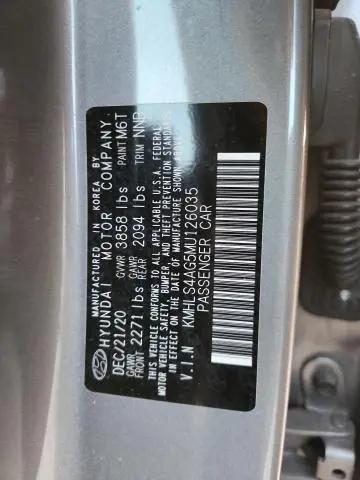 MANUFACTURED IN KOREA BY
HYUNDAI MOTOR COMPANY
DEC/21/20 GVWR 3858 lbs PAINT M6T
GAWR FRONT 2271 lbs GAWR REAR 2094 lbs TRIM NNB
THIS VEHICLE CONFORMS TO ALL APPLICABLE U.S.A. FEDERAL
MOTOR VEHICLE SAFETY, BUMPER, AND THEFT PREVENTION STANDARDS
IN EFFECT ON THE DATE OF MANUFACTURE SHOWN ABOVE.
V.I.N KMHLS4AG5MU126035
PASSENGER CAR